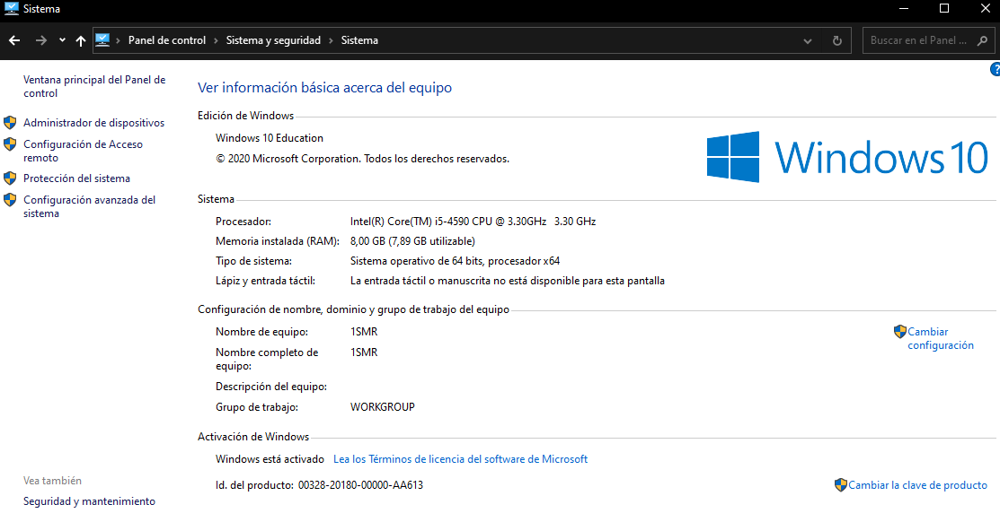 Sistema
Panel de control > Sistema y seguridad > Sistema
Buscar en el Panel ...
Ventana principal del Panel de
control
Administrador de dispositivos
Configuración de Acceso
remoto
Protección del sistema
Configuración avanzada del
sistema
Vea también
Seguridad y mantenimiento
?
Ver información básica acerca del equipo
Edición de Windows
Windows 10 Education
© 2020 Microsoft Corporation. Todos los derechos reservados.
Windows 10
Sistema
Procesador: Intel(R) Core(TM) i5-4590 CPU @ 3.30GHz 3.30 GHz
Memoria instalada (RAM): 8,00 GB (7,89 GB utilizable)
Tipo de sistema: Sistema operativo de 64 bits, procesador x64
Lápiz y entrada táctil: La entrada táctil o manuscrita no está disponible para esta pantalla
Configuración de nombre, dominio y grupo de trabajo del equipo
Nombre de equipo: 1SMR
Nombre completo de
equipo: 1SMR
Descripción del equipo:
Grupo de trabajo: WORKGROUP
Cambiar
configuración
Activación de Windows
Windows está activado Lea los Términos de licencia del software de Microsoft
Id. del producto: 00328-20180-00000-AA613
Cambiar la clave de producto